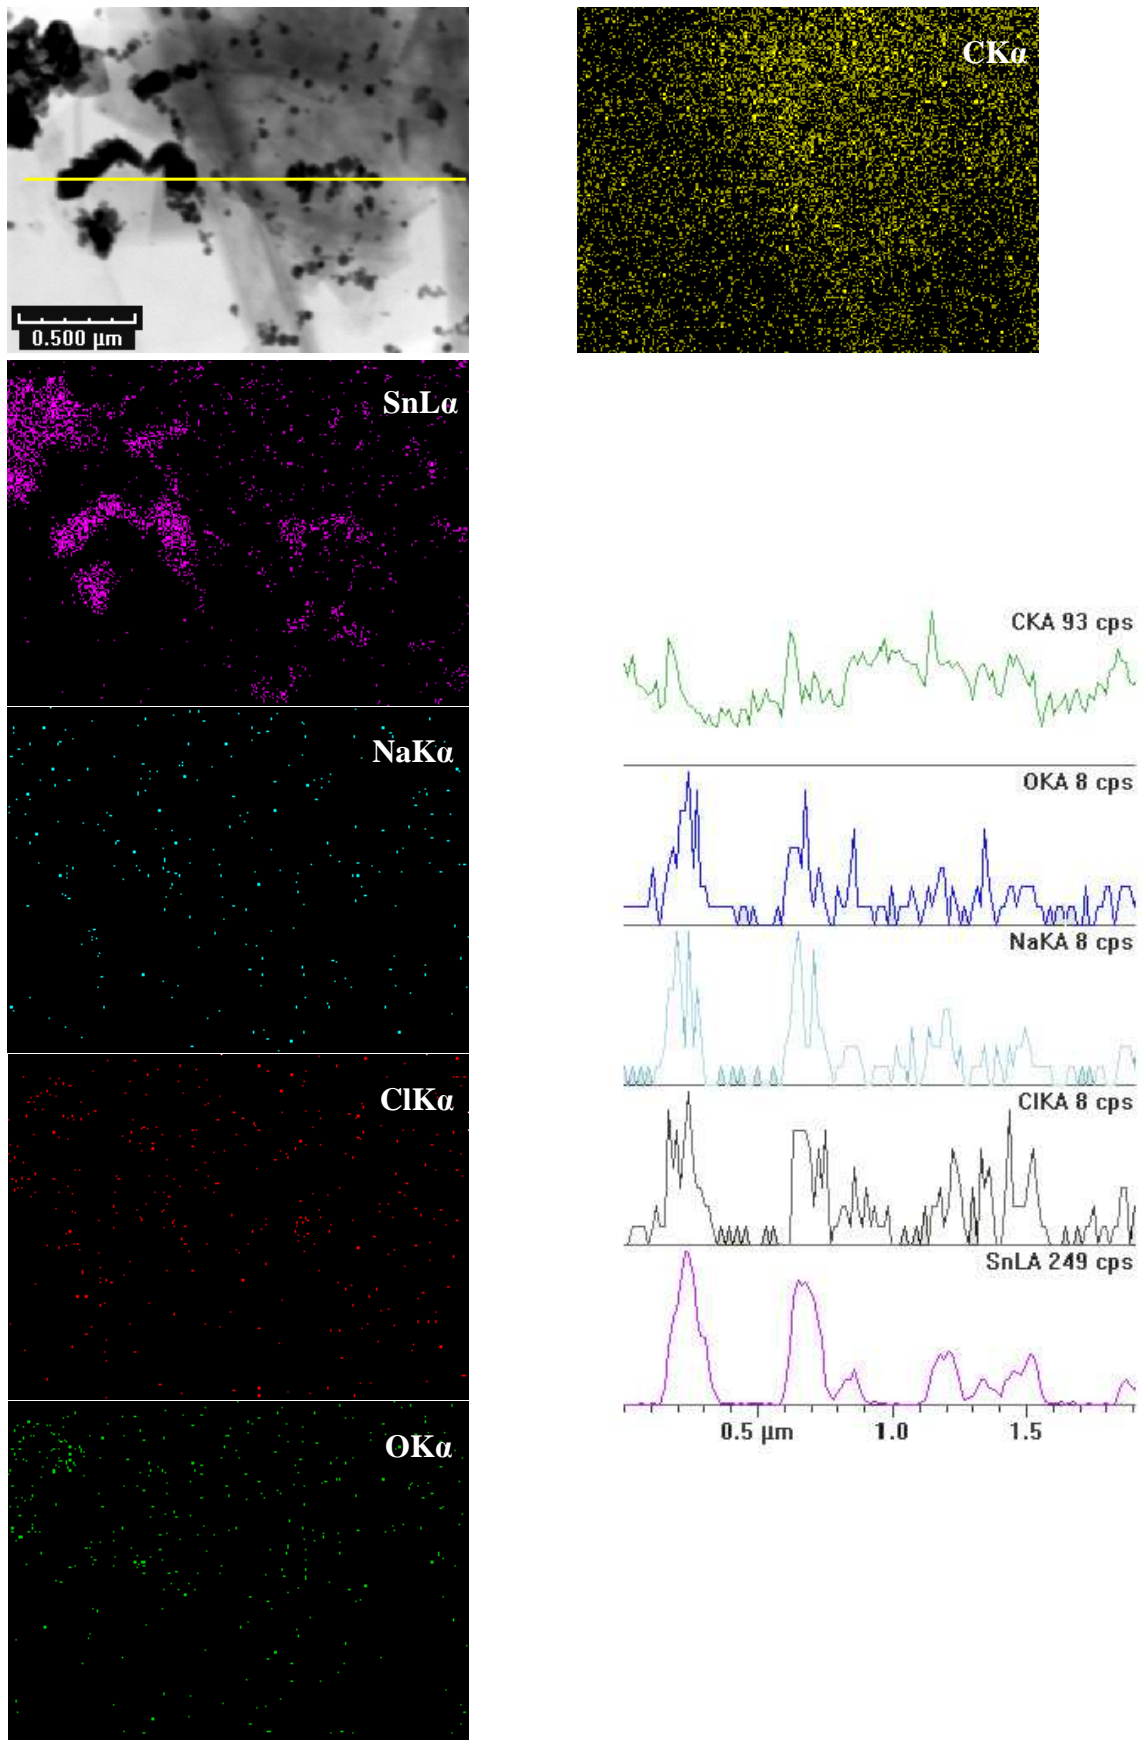 CKα
0.500 µm
SnLα
NaKα
ClKα
OKα
CKA 93 cps
OKA 8 cps
NaKA 8 cps
ClKA 8 cps
SnLA 249 cps
0.5 µm 1.0 1.5